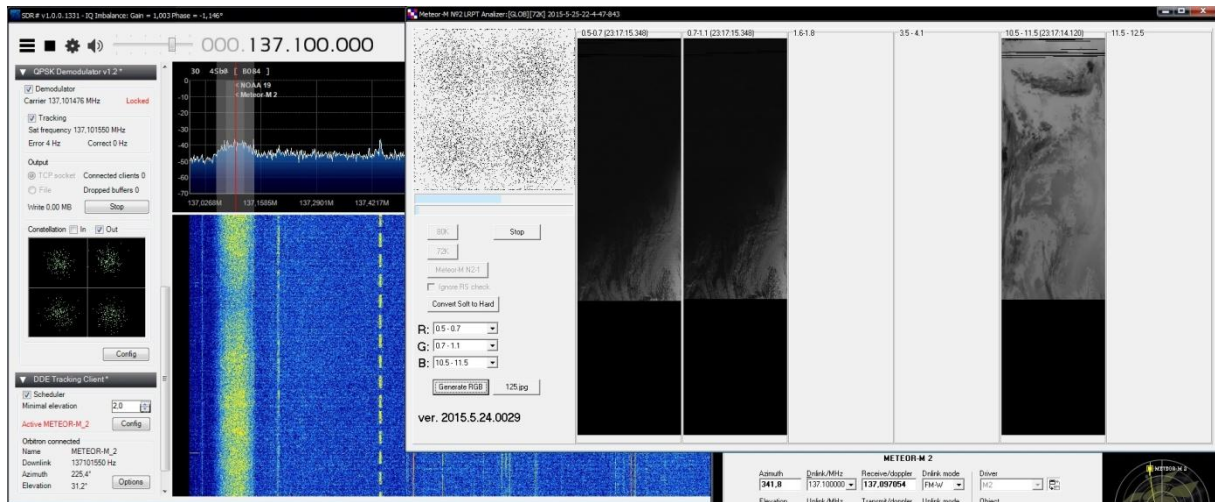 SDR# v1.0.0.1331 - IQ Imbalance: Gain = 1,003 Phase = -1,146°
000.137.100.000
QPSK Demodulator v1.2 *
Demodulator
Carrier 137,101476 MHz Locked
Tracking
Sat frequency 137,101550 MHz
Error 4 Hz Correct 0 Hz
Output
TCP socket Connected clients 0
File Dropped buffers 0
Write 0.00 MB Stop
Constellation In Out
Config
DDE Tracking Client *
Scheduler
Minimal elevation 2,0
Active METEOR-M_2 Config
Orbitron connected
Name METEOR-M_2
Downlink 137101550 Hz
Azimuth 225,4°
Elevation 31,2° Options
NOAA 19
Meteor-M 2
0
-10
-20
-30
-40
-50
-60
-70
137,0268M 137,1585M 137,2901M 137,4217M
Meteor-M №2 LRPT Analizer:[GLOB][72K] 2015-5-25-22-4-47-843
0.5-0.7 (23:17:15.348) 0.7-1.1 (23:17:15.348) 1.6-1.8 3.5 - 4.1 10.5 - 11.5 (23:17:14.120) 11.5 - 12.5
80K Stop
72K
Meteor-M N2-1
Ignore RS check
Convert Soft to Hard
R: 0.5 - 0.7
G: 0.7 - 1.1
B: 10.5 - 11.5
Generate RGB 125.jpg
ver. 2015.5.24.0029
METEOR-M 2
Azimuth Dnlink/MHz Receive/doppler Dnlink mode Driver
341,8 137.100000 137,097054 FM-W M2
Elevation Uplink/MHz Transmit/doppler Uplink mode Object
METEOR-M 2